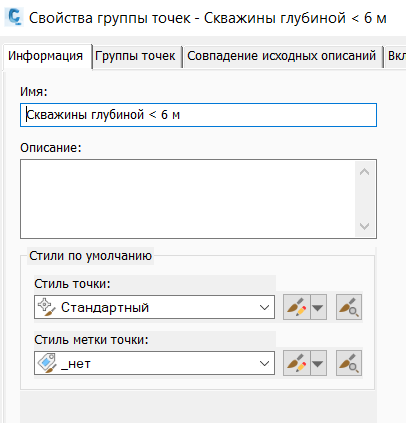 Свойства группы точек - Скважины глубиной < 6 м
Информация Группы точек Совпадение исходных описаний Вкл
Имя:
Скважины глубиной < 6 м
Описание:
Стили по умолчанию
Стиль точки:
Стандартный
Стиль метки точки:
_нет